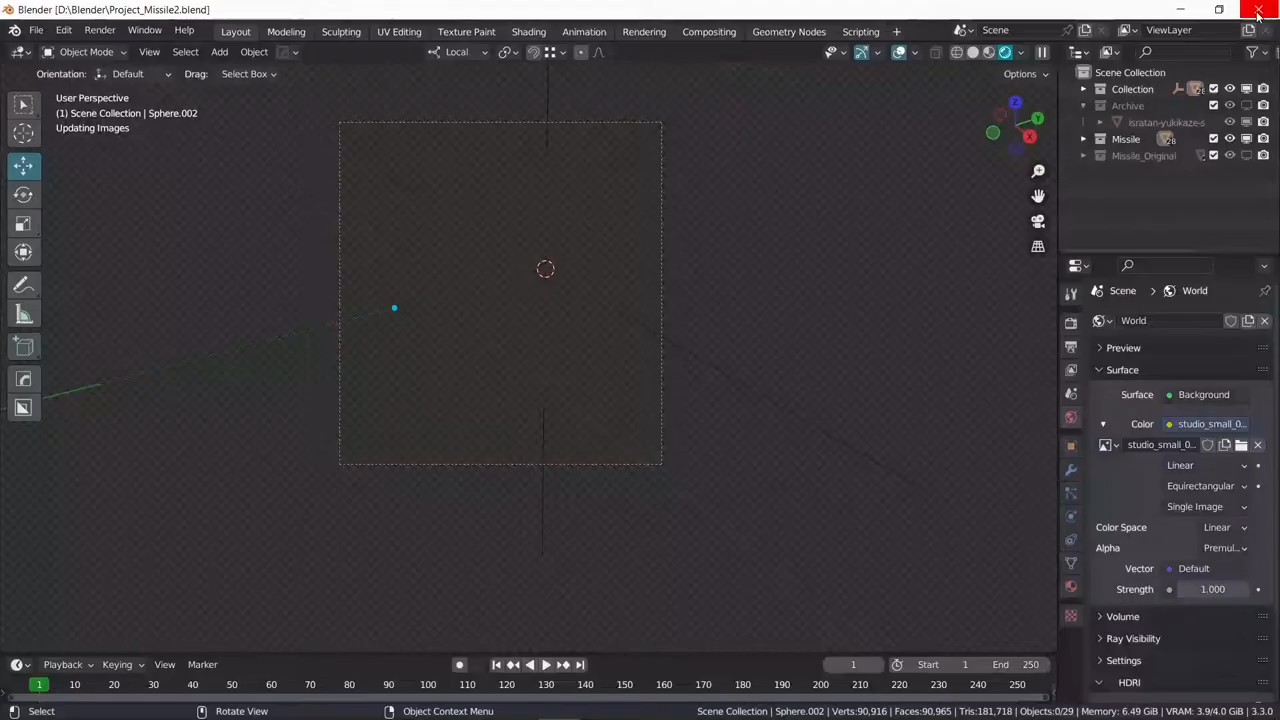 Blender [D:\Blender\Project_Missile2.blend]
File Edit Render Window Help Layout Modeling Sculpting UV Editing Texture Paint Shading Animation Rendering Compositing Geometry Nodes Scripting + Scene ViewLayer
Object Mode View Select Add Object Local
Orientation: Default Drag: Select Box Options
User Perspective
(1) Scene Collection | Sphere.002
Updating Images
Z
Y
X
Scene Collection
Collection 28
Archive
isratan-yukikaze-s
Missile 28
Missile_Original
Scene > World
World
Preview
Surface
Surface Background
Color studio_small_0...
studio_small_0...
Linear
Equirectangular
Single Image
Color Space Linear
Alpha Premul...
Vector Default
Strength 1.000
Volume
Ray Visibility
Settings
HDRI
Playback Keying View Marker 1 Start 1 End 250
1 10 20 30 40 50 60 70 80 90 100 110 120 130 140 150 160 170 180 190 200 210 220 230 240 250
Select Rotate View Object Context Menu Scene Collection | Sphere.002 | Verts:90,916 | Faces:90,965 | Tris:181,718 | Objects:0/29 | Memory: 6.49 GiB | VRAM: 3.9/4.0 GiB | 3.3.0